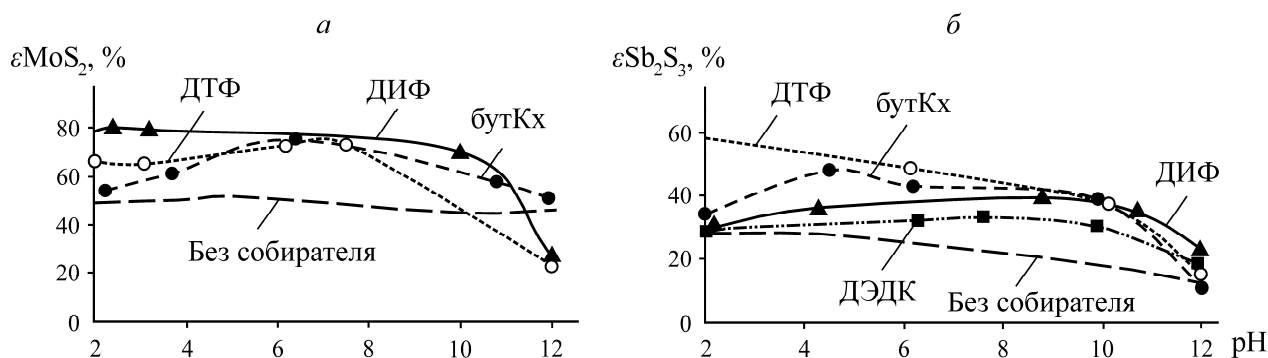 а
εMoS₂, %
80
60
40
20
0
2 4 6 8 10 12
ДТФ
ДИФ
бутКх
Без собирателя
б
εSb₂S₃, %
60
40
20
0
2 4 6 8 10 12 pH
ДТФ
бутКх
ДИФ
ДЭДК
Без собирателя